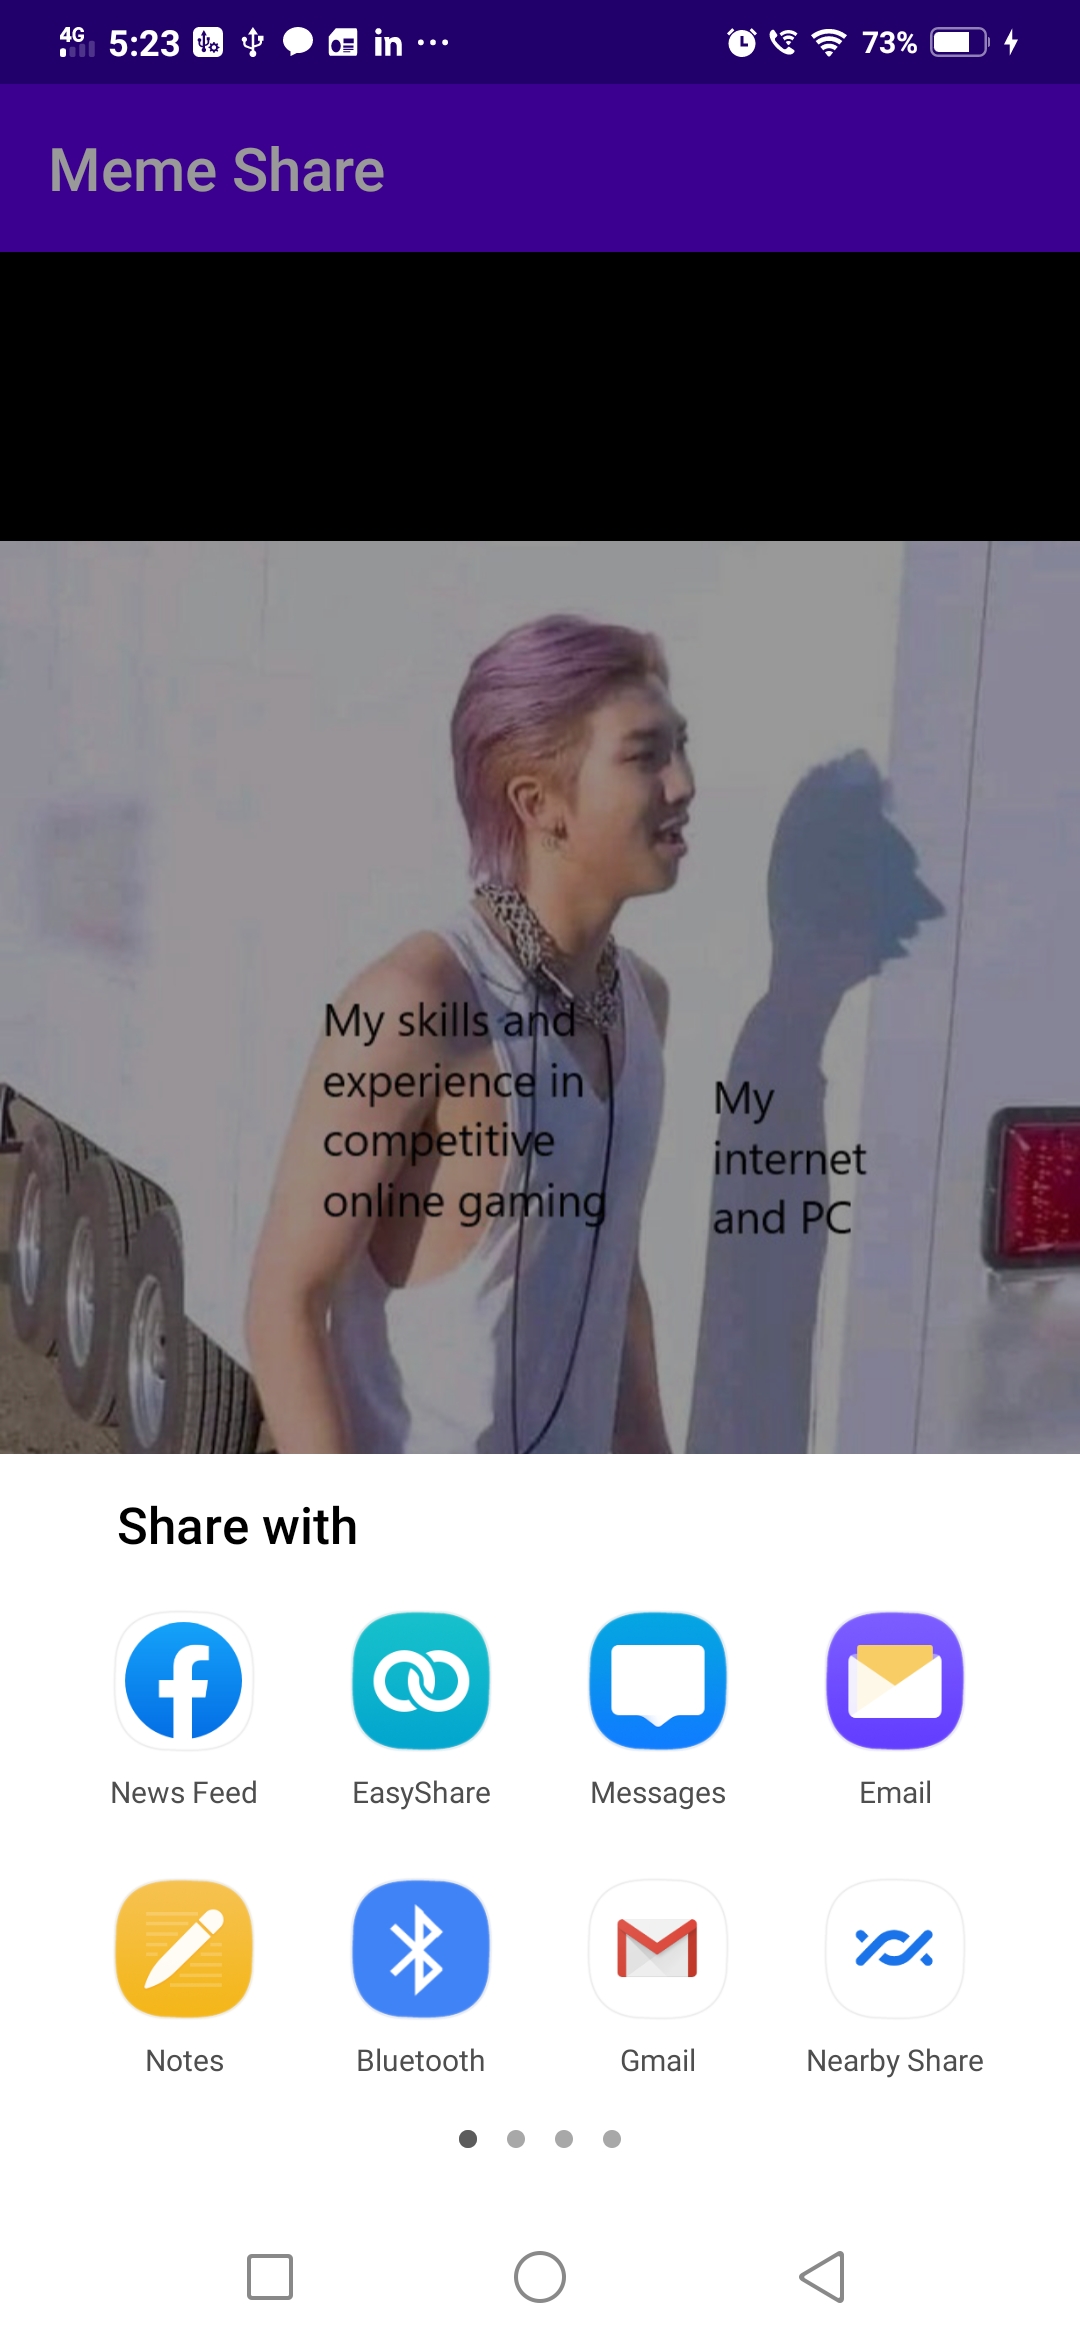 4G 5:23 in 73%
Meme Share
My skills and
experience in
competitive
online gaming
My
internet
and PC
Share with
News Feed EasyShare Messages Email
Notes Bluetooth Gmail Nearby Share